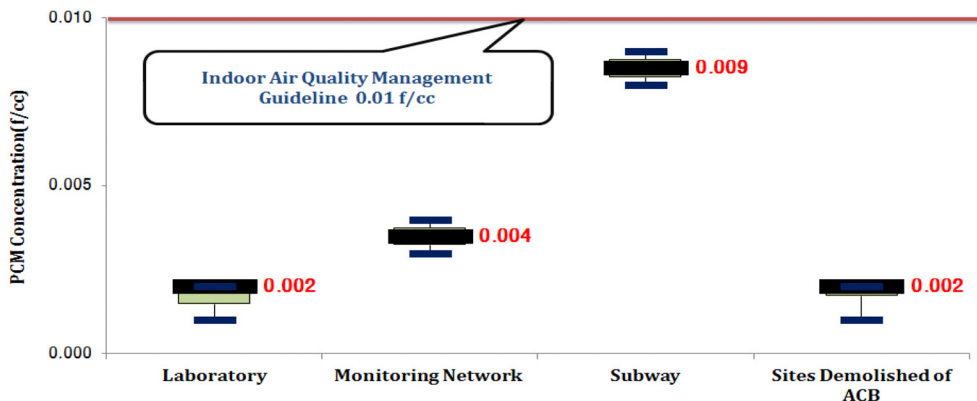 0.010
Indoor Air Quality Management
Guideline 0.01 f/cc
0.009
PCM Concentration(f/cc)
0.005
0.004
0.002
0.002
0.000
Laboratory
Monitoring Network
Subway
Sites Demolished of
ACB